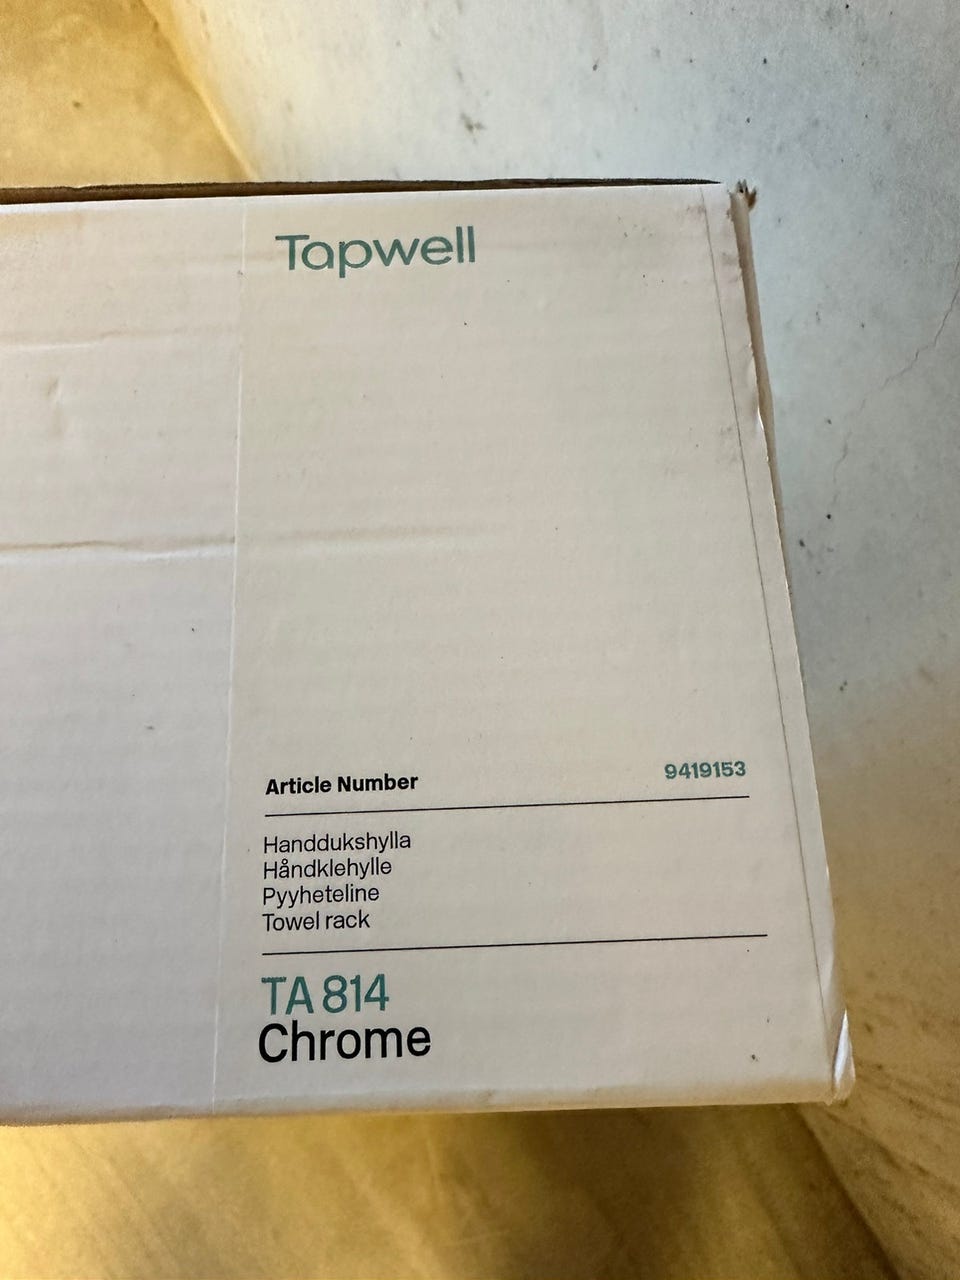 Tapwell
Article Number 9419153
Handdukshylla
Håndklehylle
Pyyheteline
Towel rack
TA 814
Chrome